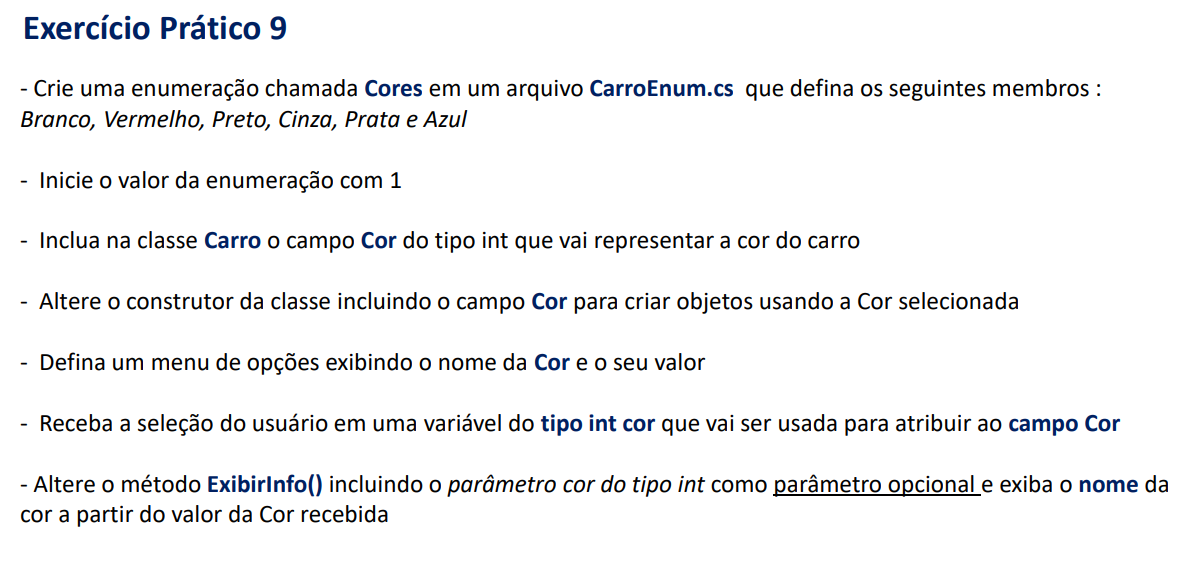 Exercício Prático 9
- Crie uma enumeração chamada Cores em um arquivo CarroEnum.cs que defina os seguintes membros :
Branco, Vermelho, Preto, Cinza, Prata e Azul
- Inicie o valor da enumeração com 1
- Inclua na classe Carro o campo Cor do tipo int que vai representar a cor do carro
- Altere o construtor da classe incluindo o campo Cor para criar objetos usando a Cor selecionada
- Defina um menu de opções exibindo o nome da Cor e o seu valor
- Receba a seleção do usuário em uma variável do tipo int cor que vai ser usada para atribuir ao campo Cor
- Altere o método ExibirInfo() incluindo o parâmetro cor do tipo int como parâmetro opcional e exiba o nome da
cor a partir do valor da Cor recebida